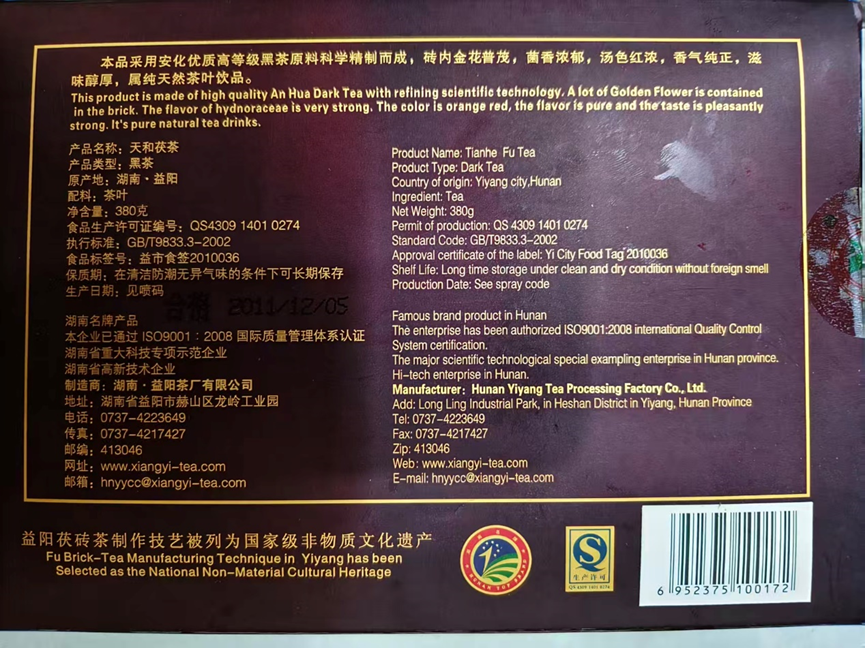 本品采用安化优质高等级黑茶原料科学精制而成，砖内金花普茂，菌香浓郁，汤色红浓，香气纯正，滋
味醇厚，属纯天然茶叶饮品。
This product is made of high quality An Hua Dark Tea with refining scientific technology. A lot of Golden Flower is contained
in the brick. The flavor of hydnoraceae is very strong. The color is orange red, the flavor is pure and the taste is pleasantly
strong. It's pure natural tea drinks.
产品名称：天和茯茶
产品类型：黑茶
原产地：湖南·益阳
配料：茶叶
净含量：380克
食品生产许可证编号：QS4309 1401 0274
执行标准：GB/T9833.3-2002
食品标签号：益市食签2010036
保质期：在清洁防潮无异气味的条件下可长期保存
生产日期：见喷码
合格 2011/12/05
湖南名牌产品
本企业已通过 ISO9001：2008 国际质量管理体系认证
湖南省重大科技专项示范企业
湖南省高新技术企业
制造商：湖南·益阳茶厂有限公司
地址：湖南省益阳市赫山区龙岭工业园
电话：0737-4223649
传真：0737-4217427
邮编：413046
网址：www.xiangyi-tea.com
邮箱：hnyycc@xiangyi-tea.com
Product Name: Tianhe Fu Tea
Product Type: Dark Tea
Country of origin: Yiyang city,Hunan
Ingredient: Tea
Net Weight: 380g
Permit of production: QS 4309 1401 0274
Standard Code: GB/T9833.3-2002
Approval certificate of the label: Yi City Food Tag 2010036
Shelf Life: Long time storage under clean and dry condition without foreign smell
Production Date: See spray code
Famous brand product in Hunan
The enterprise has been authorized ISO9001:2008 international Quality Control
System certification.
The major scientific technological special exampling enterprise in Hunan province.
Hi-tech enterprise in Hunan.
Manufacturer: Hunan Yiyang Tea Processing Factory Co., Ltd.
Add: Long Ling Industrial Park, in Heshan District in Yiyang, Hunan Province
Tel: 0737-4223649
Fax: 0737-4217427
Zip: 413046
Web: www.xiangyi-tea.com
E-mail: hnyycc@xiangyi-tea.com
益阳茯砖茶制作技艺被列为国家级非物质文化遗产
Fu Brick-Tea Manufacturing Technique in Yiyang has been
Selected as the National Non-Material Cultural Heritage
生产许可
QS4309 1401 0274
6 952375 100172